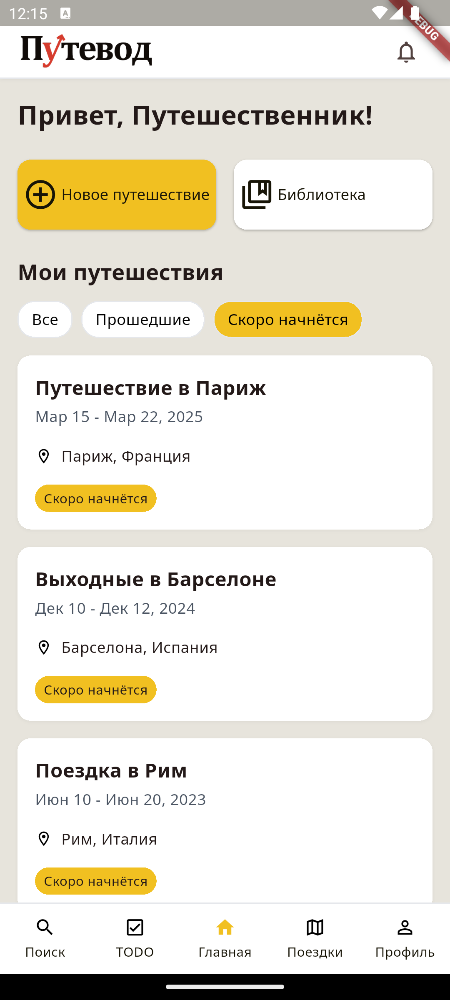 12:15
DEBUG
Путевод
Привет, Путешественник!
Новое путешествие
Библиотека
Мои путешествия
Все
Прошедшие
Скоро начнётся
Путешествие в Париж
Мар 15 - Мар 22, 2025
Париж, Франция
Скоро начнётся
Выходные в Барселоне
Дек 10 - Дек 12, 2024
Барселона, Испания
Скоро начнётся
Поездка в Рим
Июн 10 - Июн 20, 2023
Рим, Италия
Скоро начнётся
Поиск
TODO
Главная
Поездки
Профиль